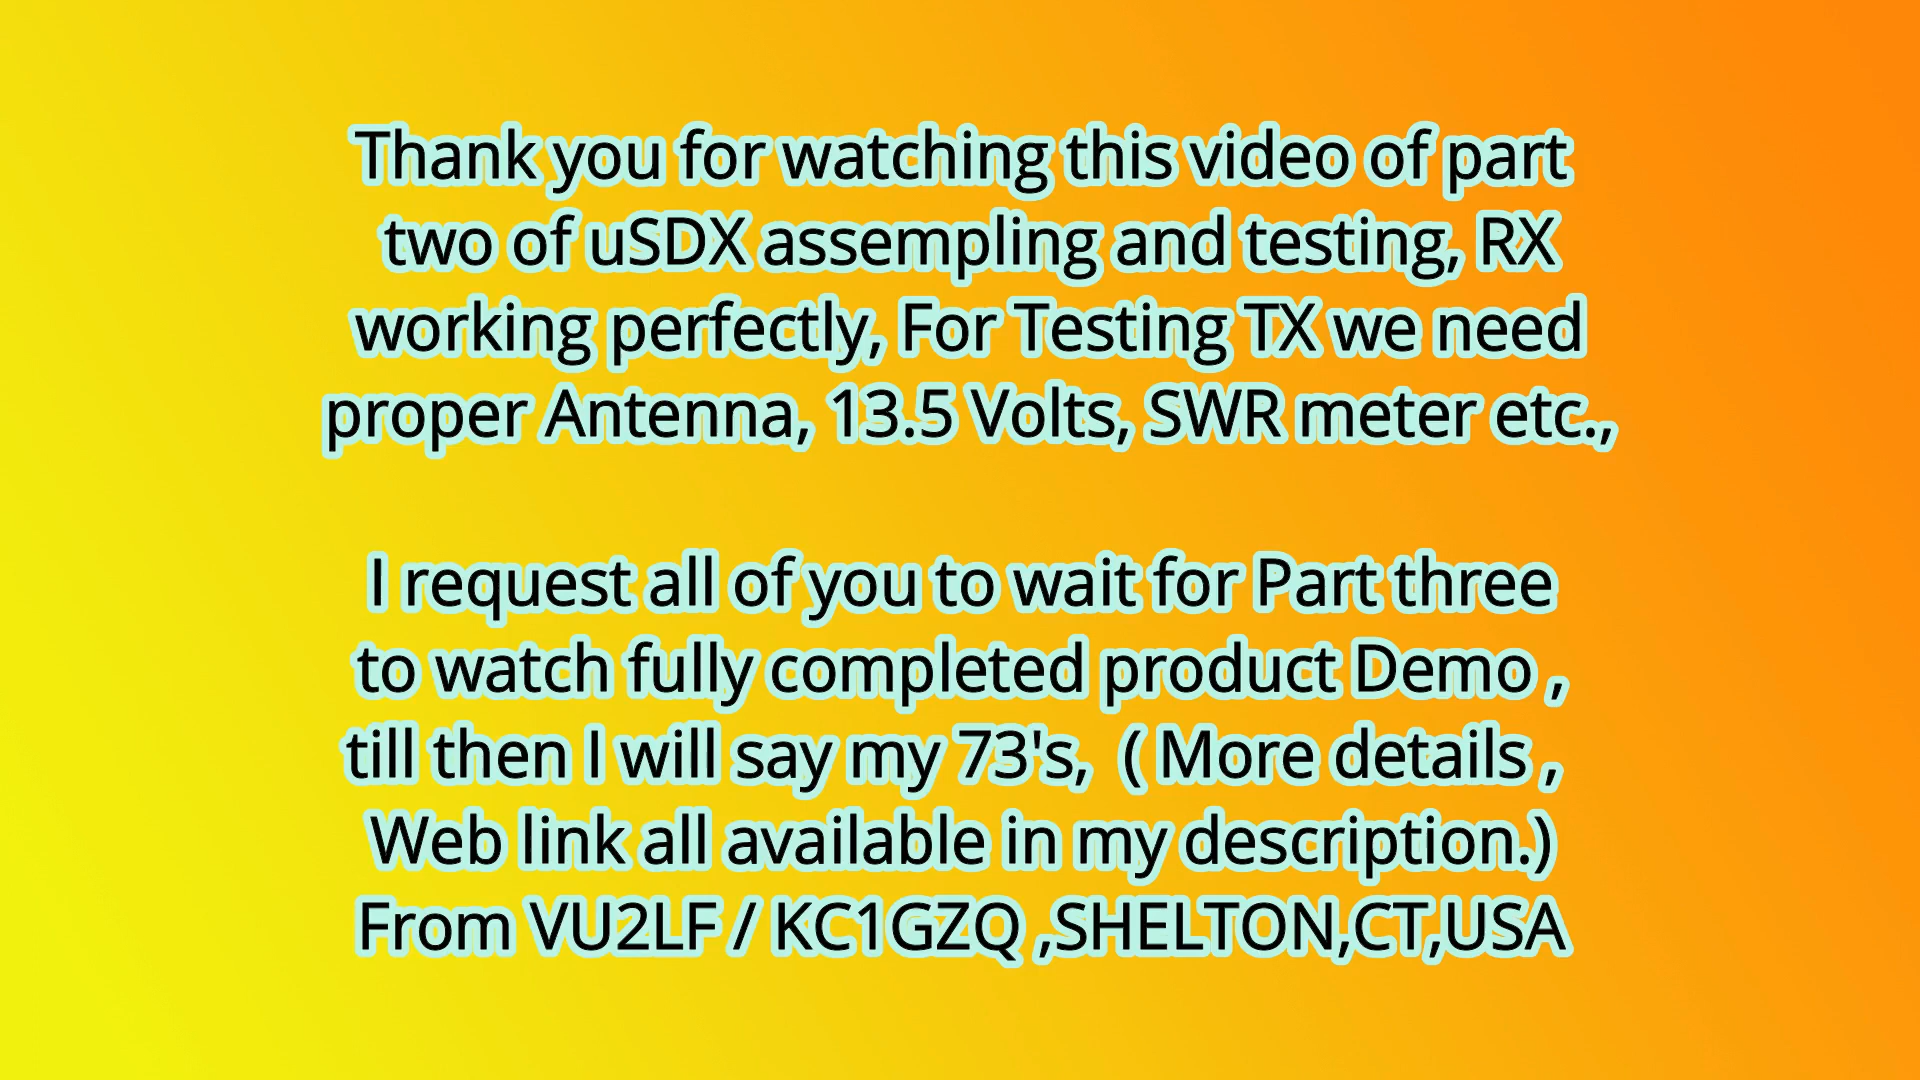 Thank you for watching this video of part
two of uSDX assempling and testing, RX
working perfectly, For Testing TX we need
proper Antenna, 13.5 Volts, SWR meter etc.,
I request all of you to wait for Part three
to watch fully completed product Demo ,
till then I will say my 73's,  ( More details ,
Web link all available in my description.)
From VU2LF / KC1GZQ ,SHELTON,CT,USA